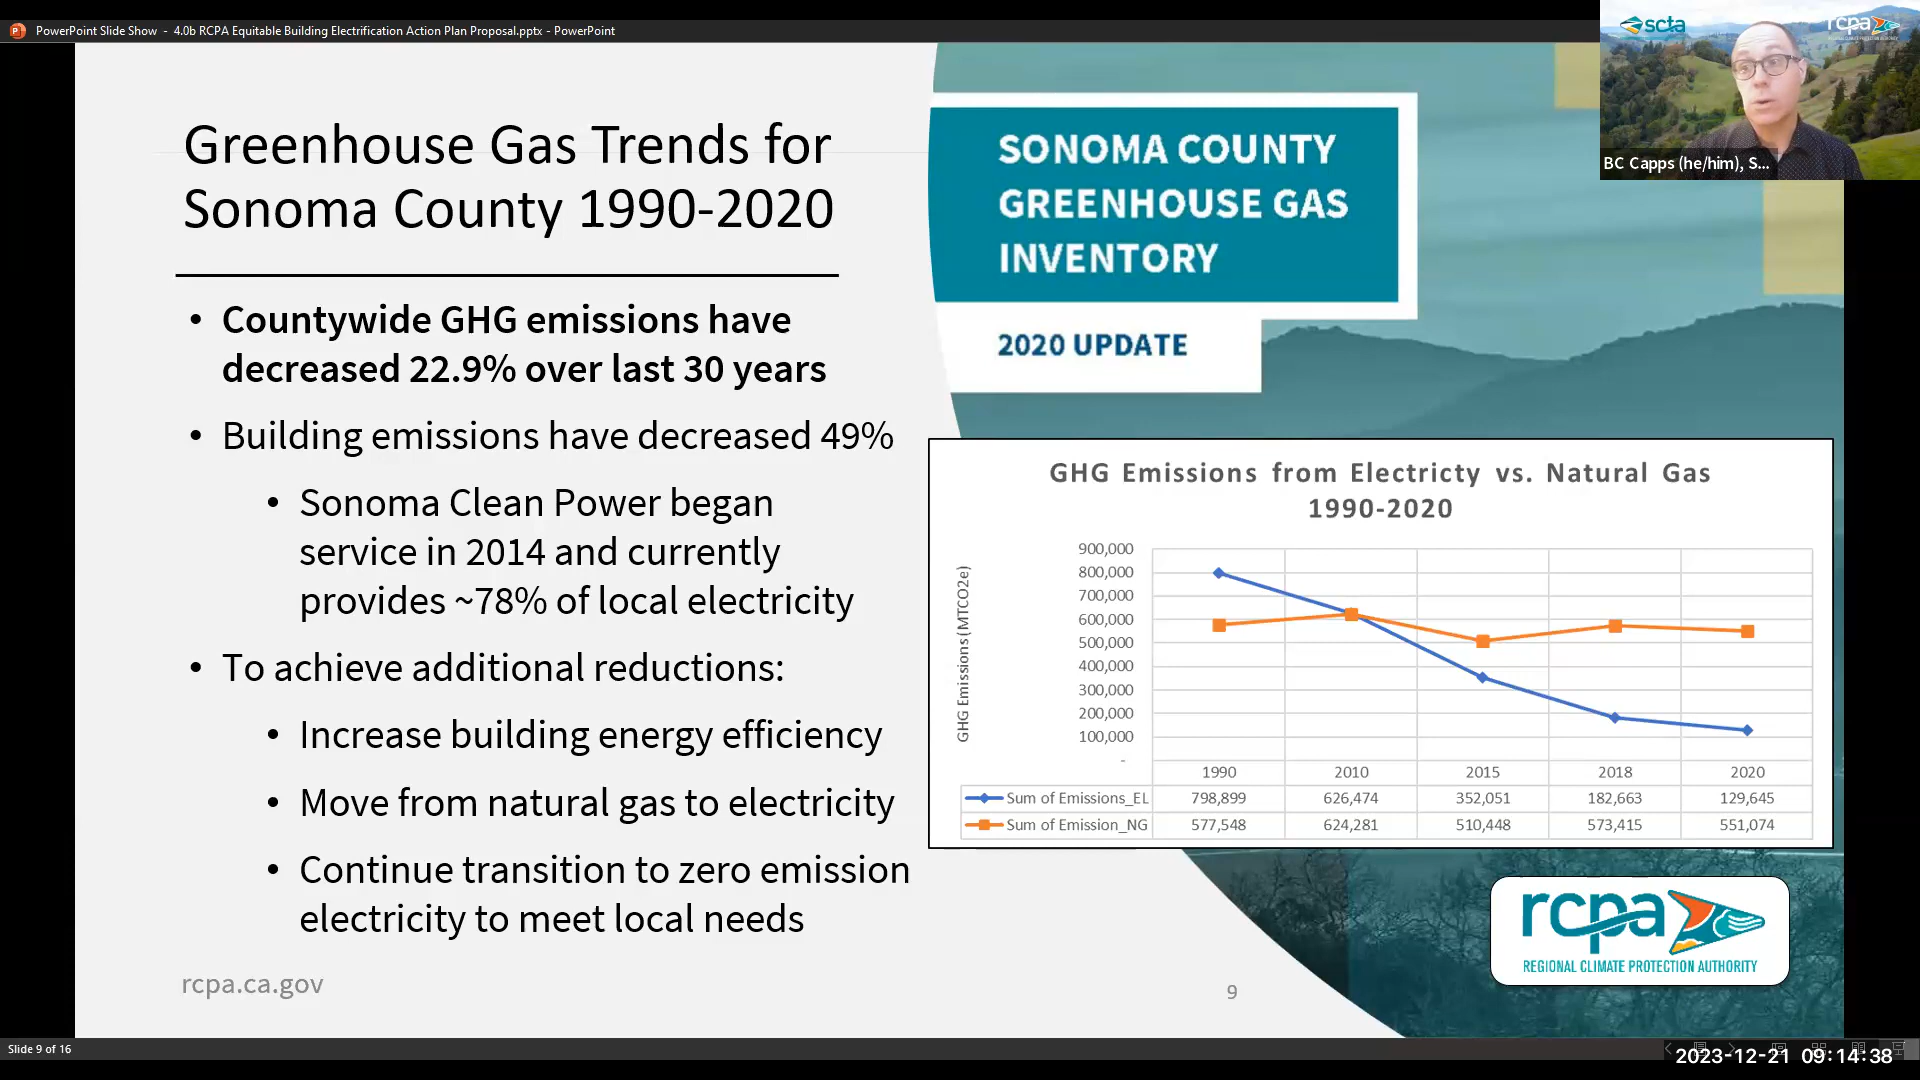 PowerPoint Slide Show - 4.0b RCPA Equitable Building Electrification Action Plan Proposal.pptx - PowerPoint
scta
rcpa
BC Capps (he/him), S...
Greenhouse Gas Trends for
Sonoma County 1990-2020
• Countywide GHG emissions have
decreased 22.9% over last 30 years
• Building emissions have decreased 49%
• Sonoma Clean Power began
service in 2014 and currently
provides ~78% of local electricity
• To achieve additional reductions:
• Increase building energy efficiency
• Move from natural gas to electricity
• Continue transition to zero emission
electricity to meet local needs
rcpa.ca.gov
SONOMA COUNTY
GREENHOUSE GAS
INVENTORY
2020 UPDATE
GHG Emissions from Electricty vs. Natural Gas
1990-2020
GHG Emissions (MTCO2e)
900,000
800,000
700,000
600,000
500,000
400,000
300,000
200,000
100,000
-
1990 2010 2015 2018 2020
Sum of Emissions_EL 798,899 626,474 352,051 182,663 129,645
Sum of Emission_NG 577,548 624,281 510,448 573,415 551,074
rcpa
REGIONAL CLIMATE PROTECTION AUTHORITY
9
Slide 9 of 16
2023-12-21 09:14:38